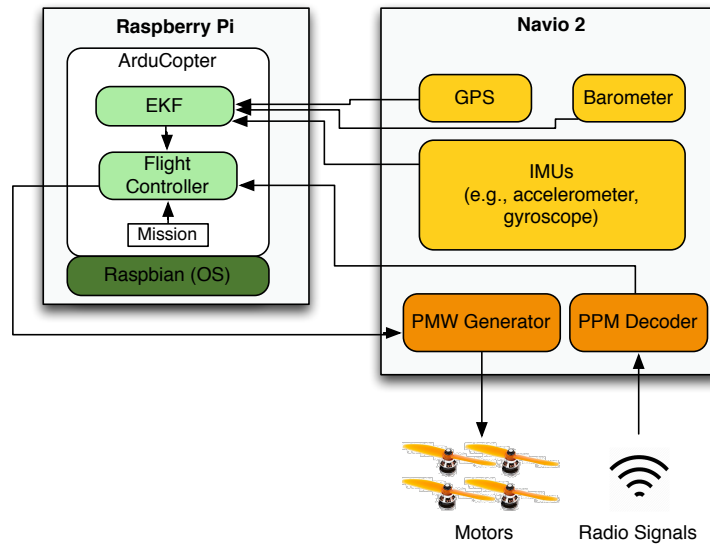 Raspberry Pi
ArduCopter
EKF
Flight
Controller
Mission
Raspbian (OS)
Navio 2
GPS
Barometer
IMUs
(e.g., accelerometer,
gyroscope)
PMW Generator
PPM Decoder
Motors
Radio Signals